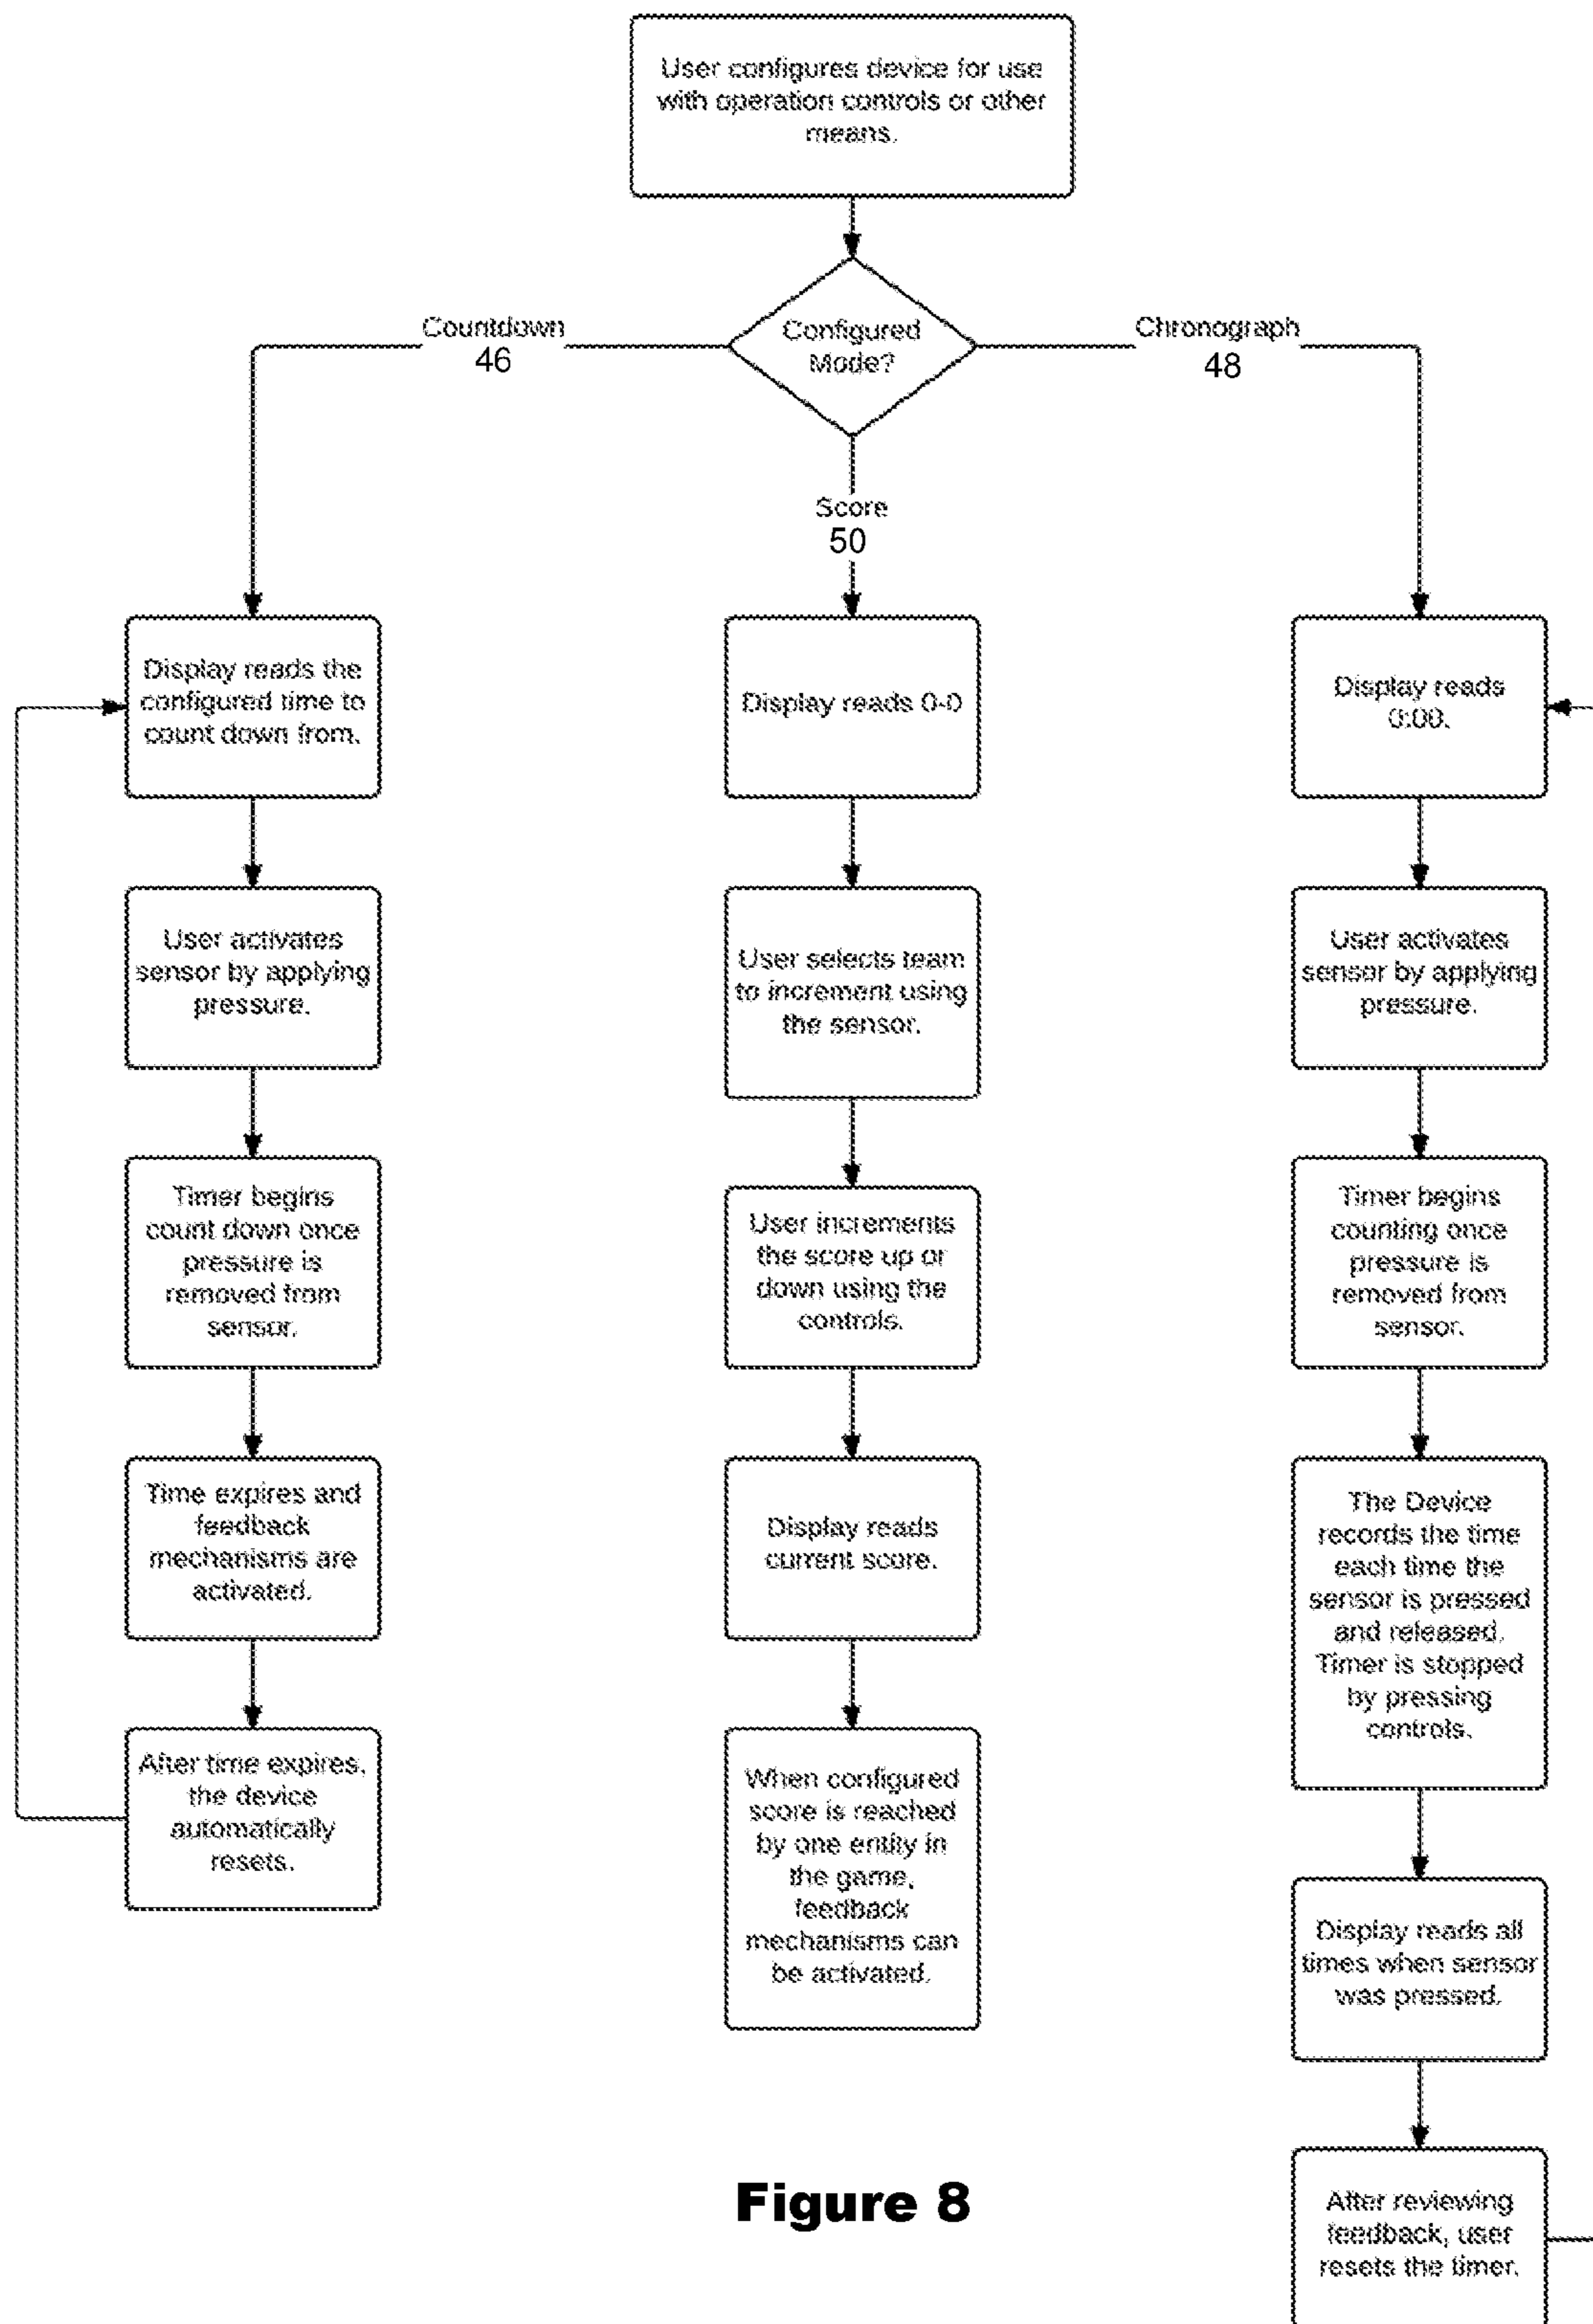 User configures device for use
with operation controls or other
means.
Configured
Mode?
Countdown
46
Chronograph
48
Score
50
Display reads the
configured time to
count down from.
User activates
sensor by applying
pressure.
Timer begins
count down once
pressure is
removed from
sensor.
Time expires and
feedback
mechanisms are
activated.
After time expires,
the device
automatically
resets.
Display reads 0-0
User selects team
to increment using
the sensor.
User increments
the score up or
down using the
controls.
Display reads
current score.
When configured
score is reached
by one entity in
the game,
feedback
mechanisms can
be activated.
Display reads
0:00.
User activates
sensor by applying
pressure.
Timer begins
counting once
pressure is
removed from
sensor.
The Device
records the time
each time the
sensor is pressed
and released.
Timer is stopped
by pressing
controls.
Display reads all
times when sensor
was pressed.
After reviewing
feedback, user
resets the timer.
Figure 8